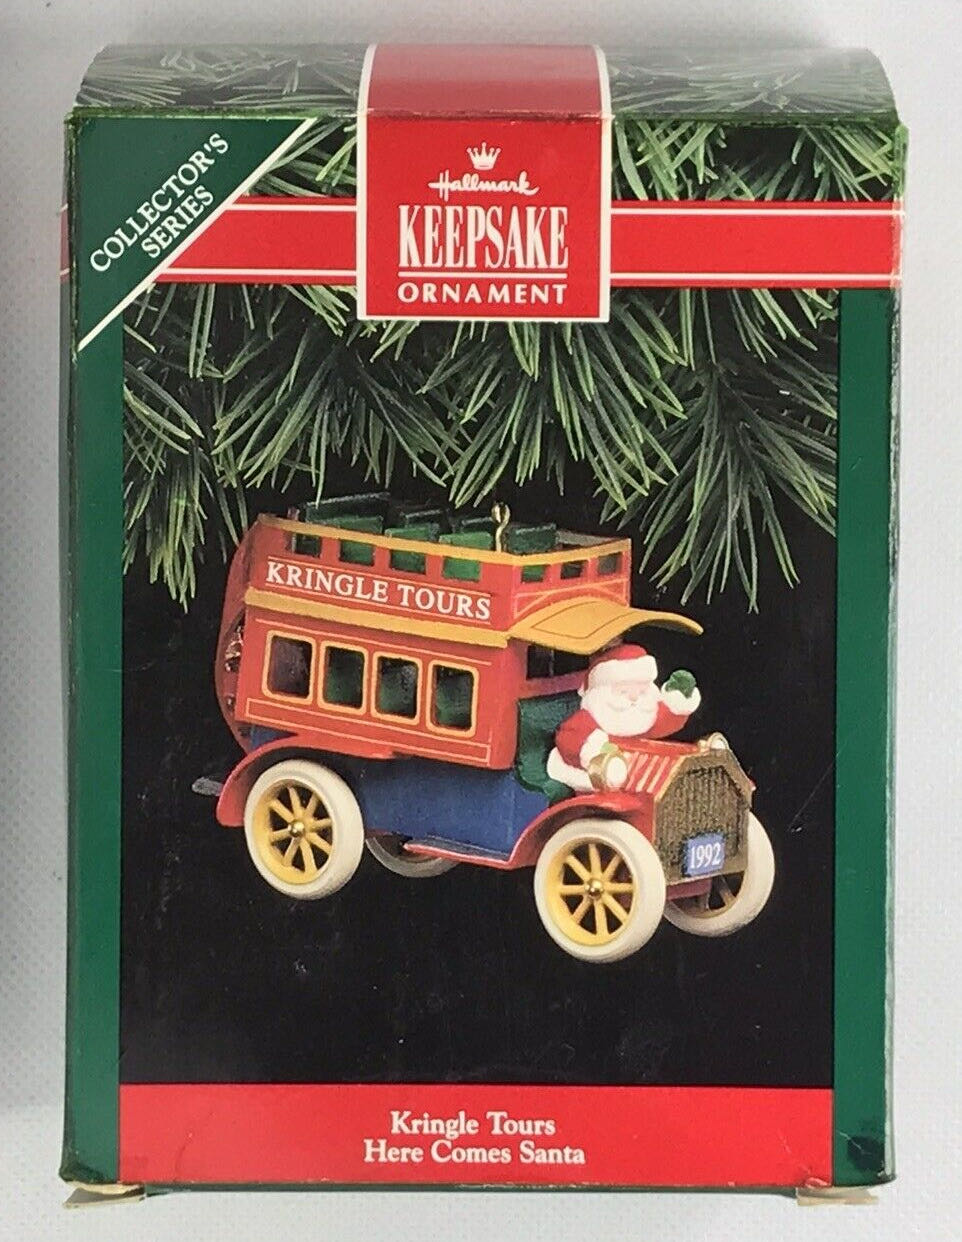 COLLECTOR'S
SERIES
Hallmark
KEEPSAKE
ORNAMENT
KRINGLE TOURS
1992
Kringle Tours
Here Comes Santa